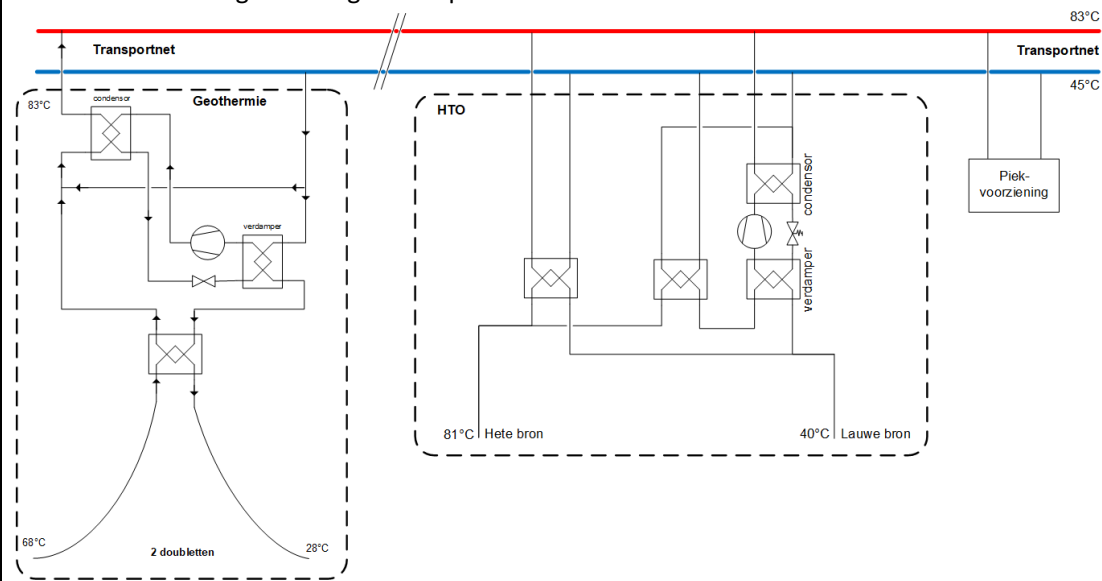 83°C
Transportnet
Transportnet
45°C
83°C
condensor
Geothermie
HTO
condensor
Piek-
voorziening
verdamper
verdamper
81°C Hete bron
40°C Lauwe bron
68°C
2 doubletten
28°C